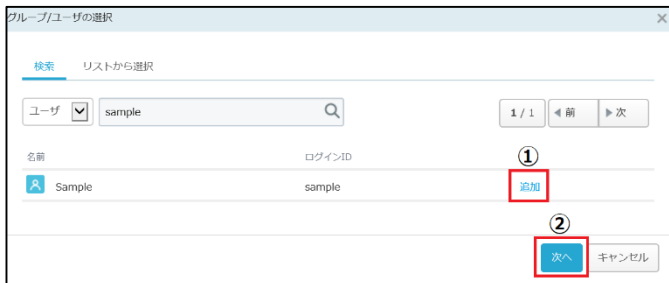 グループ/ユーザの選択
検索 リストから選択
ユーザ sample 1 / 1 ◀前 ▶次
名前 ログインID ①
Sample sample 追加
②
次へ キャンセル